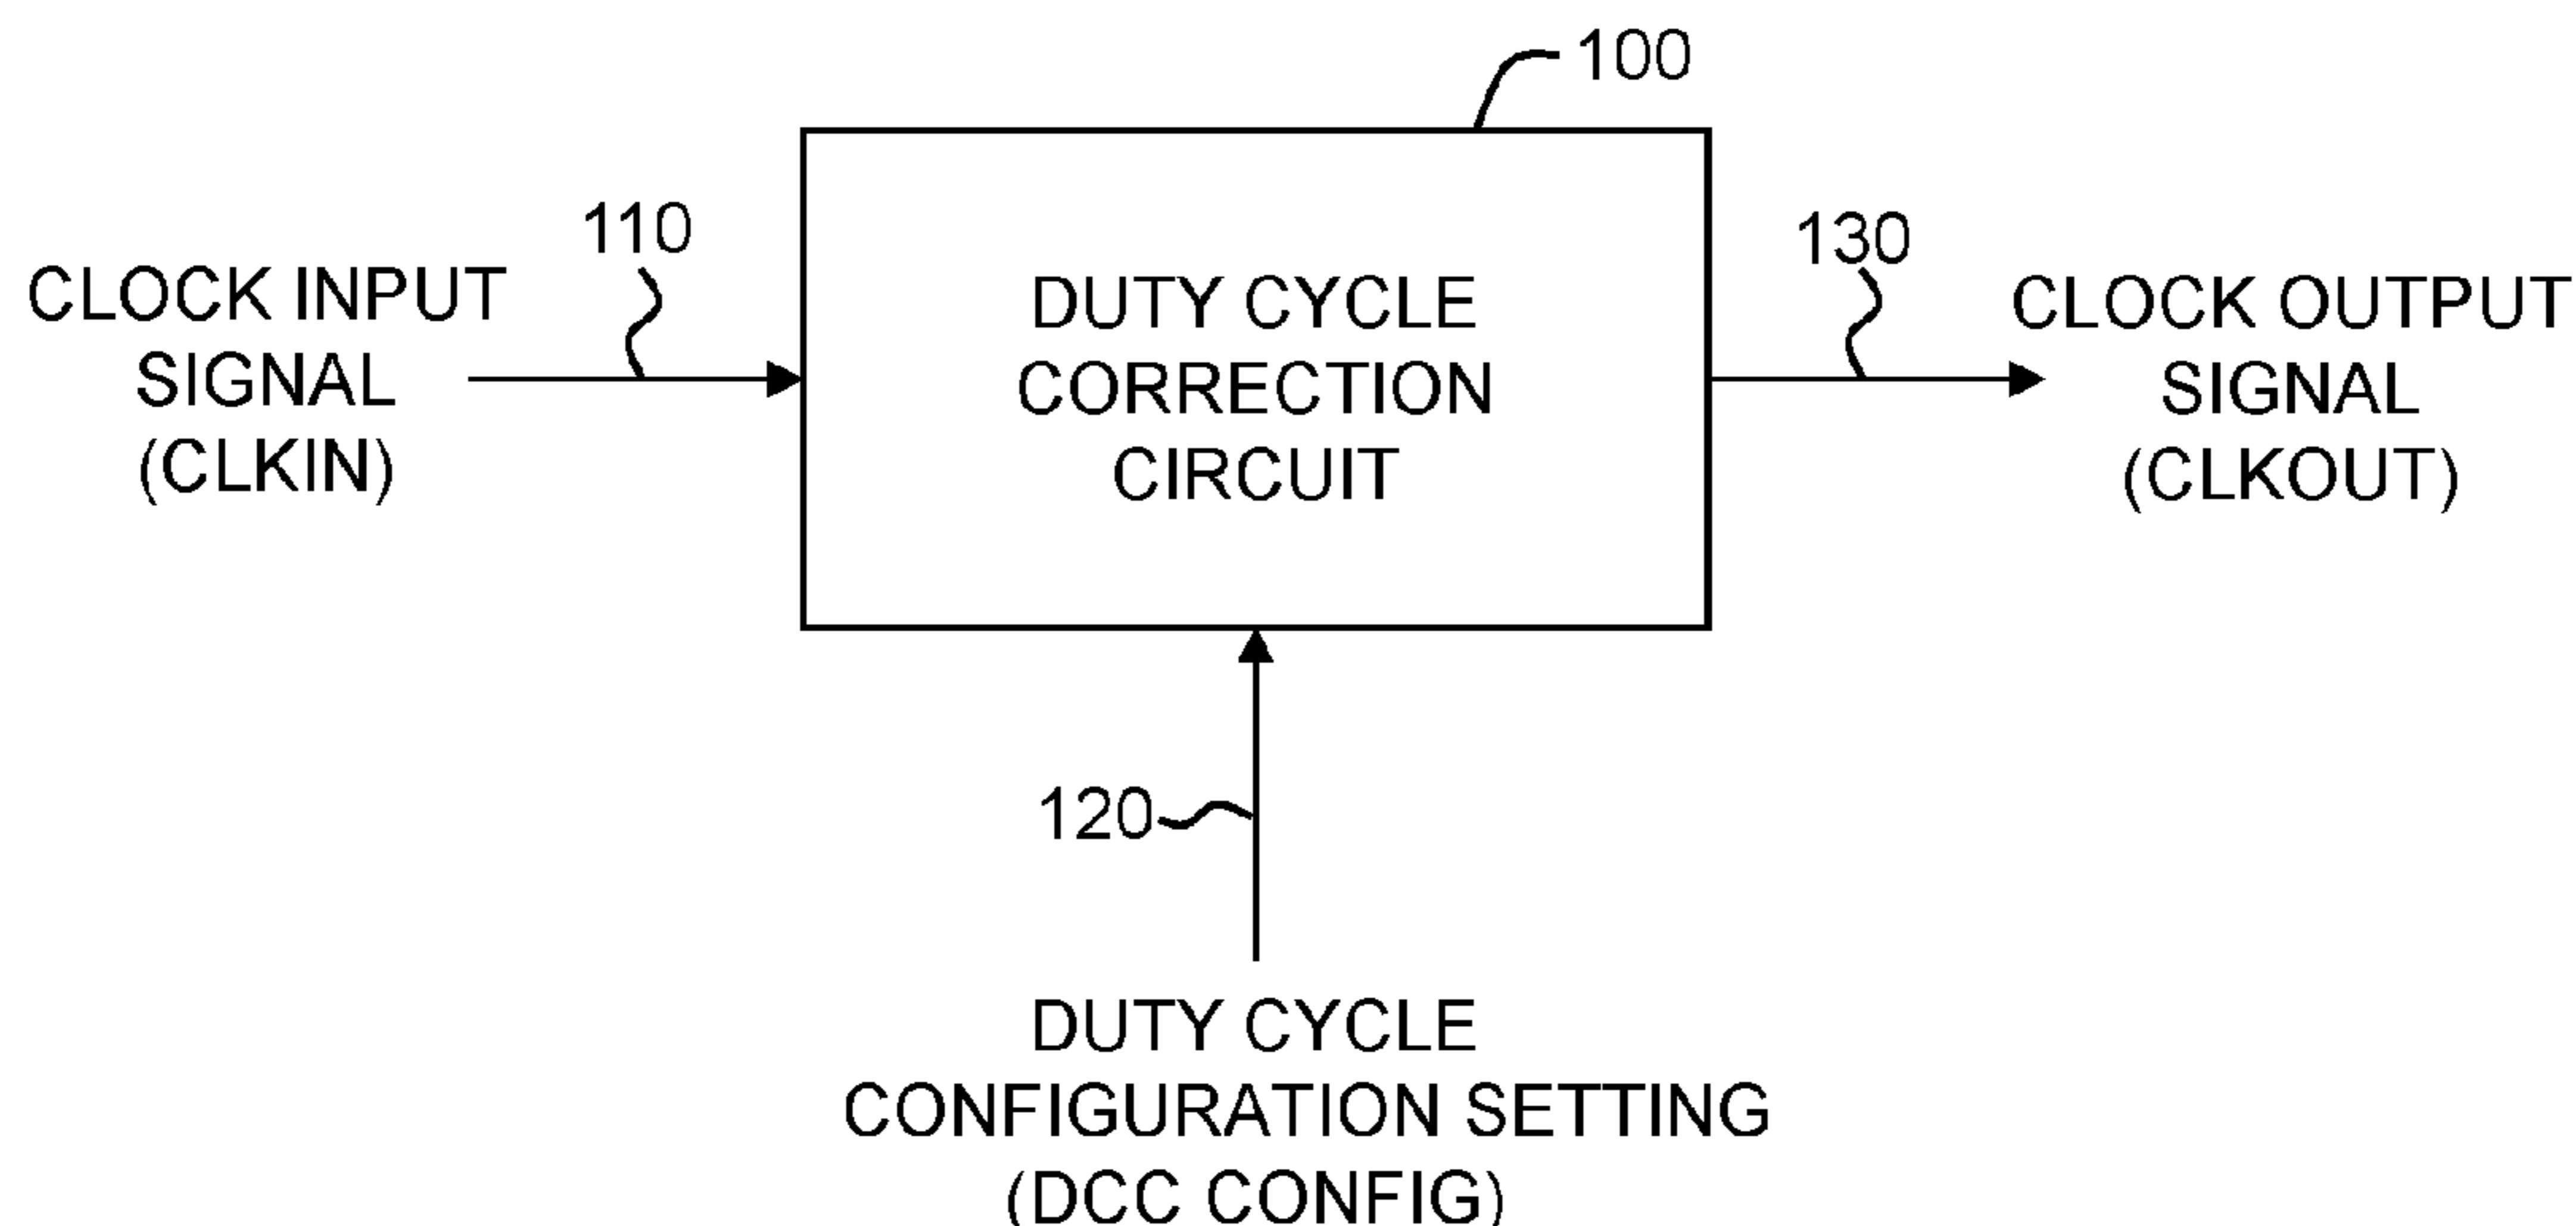 100
110
CLOCK INPUT
SIGNAL
(CLKIN)
DUTY CYCLE
CORRECTION
CIRCUIT
130
CLOCK OUTPUT
SIGNAL
(CLKOUT)
120
DUTY CYCLE
CONFIGURATION SETTING
(DCC CONFIG)